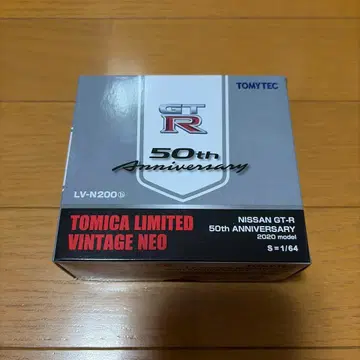 TOMYTEC
GT
R
50th
Anniversary
LV-N200
TOMICA LIMITED
VINTAGE NEO
NISSAN GT-R
50th ANNIVERSARY
2020 model
S=1/64